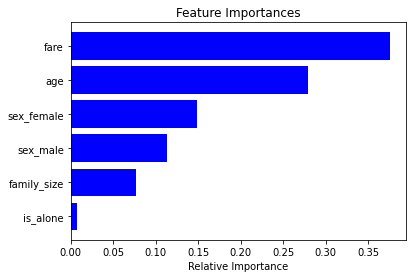 Feature Importances
fare
age
sex_female
sex_male
family_size
is_alone
0.00 0.05 0.10 0.15 0.20 0.25 0.30 0.35
Relative Importance